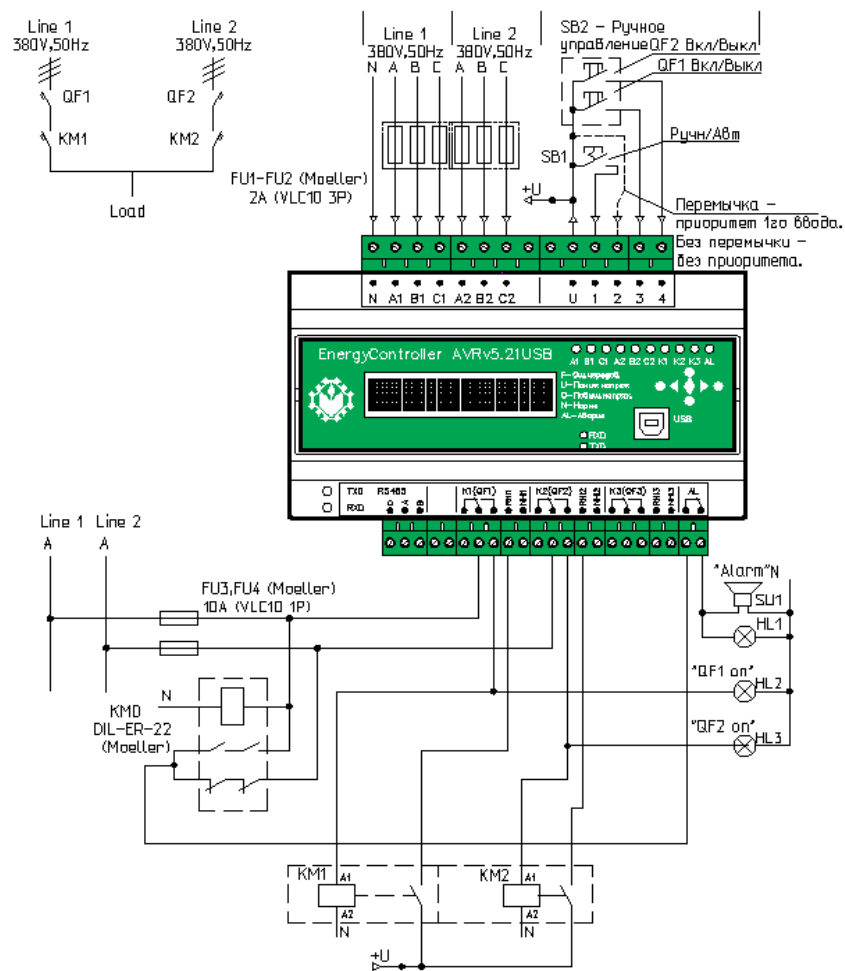 Line 1
380V,50Hz
Line 2
380V,50Hz
QF1
QF2
KM1
KM2
Load
Line 1
380V,50Hz
Line 2
380V,50Hz
N A B C A B C
SB2 - Ручное
управление
QF2 Вкл/Выкл
QF1 Вкл/Выкл
SB1
Ручн/Авт
+U
FU1-FU2 (Moeller)
2A (VLC10 3P)
Перемычка -
приоритет 1го ввода.
Без перемычки -
без приоритета.
N A1 B1 C1 A2 B2 C2 U 1 2 3 4
EnergyController AVRv5.21USB
A1 B1 C1 A2 B2 C2 K1 K2 K3 AL
N-Норма
AL-Авария
USB
RXD
TXD
TXD RS485
RXD
K1(QF1) K2(QF2) K3(QF3) AL
Line 1 Line 2
A A
FU3,FU4 (Moeller)
10A (VLC10 1P)
"Alarm" N
SU1
HL1
"QF1 on"
HL2
"QF2 on"
HL3
N
KM0
DIL-ER-22
(Moeller)
KM1
A1
A2
N
KM2
A1
A2
N
+U